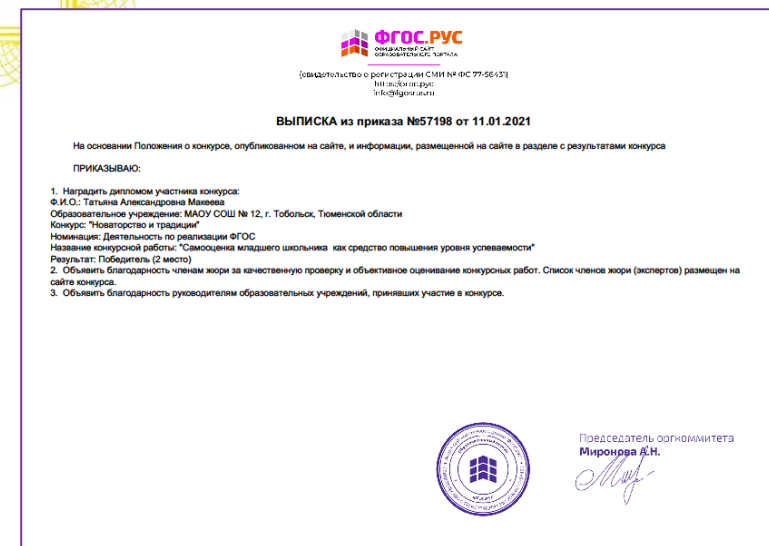 ФГОС.РУС
ОФИЦИАЛЬНЫЙ САЙТ
ОБРАЗОВАТЕЛЬНОГО ПОРТАЛА
(свидетельство о регистрации СМИ № ФС 77-56431)
info@fgosrus.ru
ВЫПИСКА из приказа №57198 от 11.01.2021
На основании Положения о конкурсе, опубликованном на сайте, и информации, размещенной на сайте в разделе с результатами конкурса
ПРИКАЗЫВАЮ:
1. Наградить дипломом участника конкурса:
Ф.И.О.: Татьяна Александровна Макеева
Образовательное учреждение: МАОУ СОШ № 12, г. Тобольск, Тюменской области
Конкурс: "Новаторство и традиции"
Номинация: Деятельность по реализации ФГОС
Название конкурсной работы: "Самооценка младшего школьника как средство повышения уровня успеваемости"
Результат: Победитель (2 место)
2. Объявить благодарность членам жюри за качественную проверку и объективное оценивание конкурсных работ. Список членов жюри (экспертов) размещен на
сайте конкурса.
3. Объявить благодарность руководителям образовательных учреждений, принявших участие в конкурсе.
Председатель оргкоммитета
Миронова А.Н.